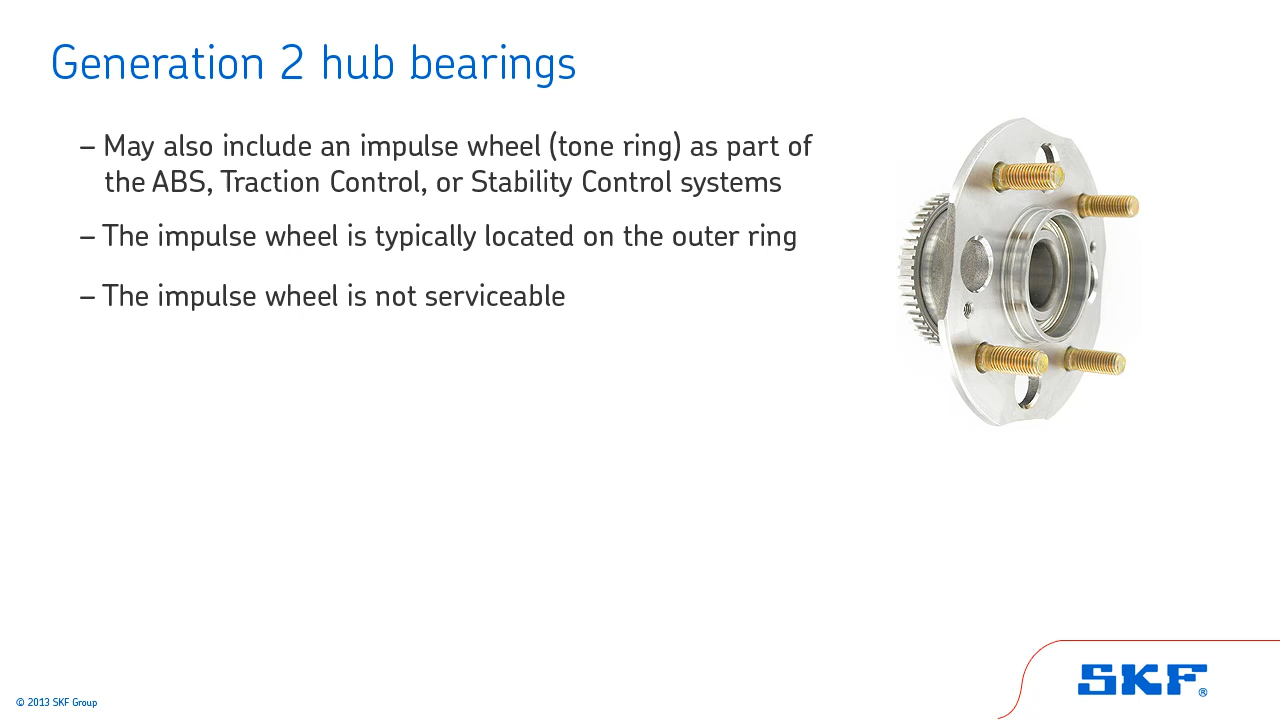 Generation 2 hub bearings
– May also include an impulse wheel (tone ring) as part of
the ABS, Traction Control, or Stability Control systems
– The impulse wheel is typically located on the outer ring
– The impulse wheel is not serviceable
SKF®
© 2013 SKF Group